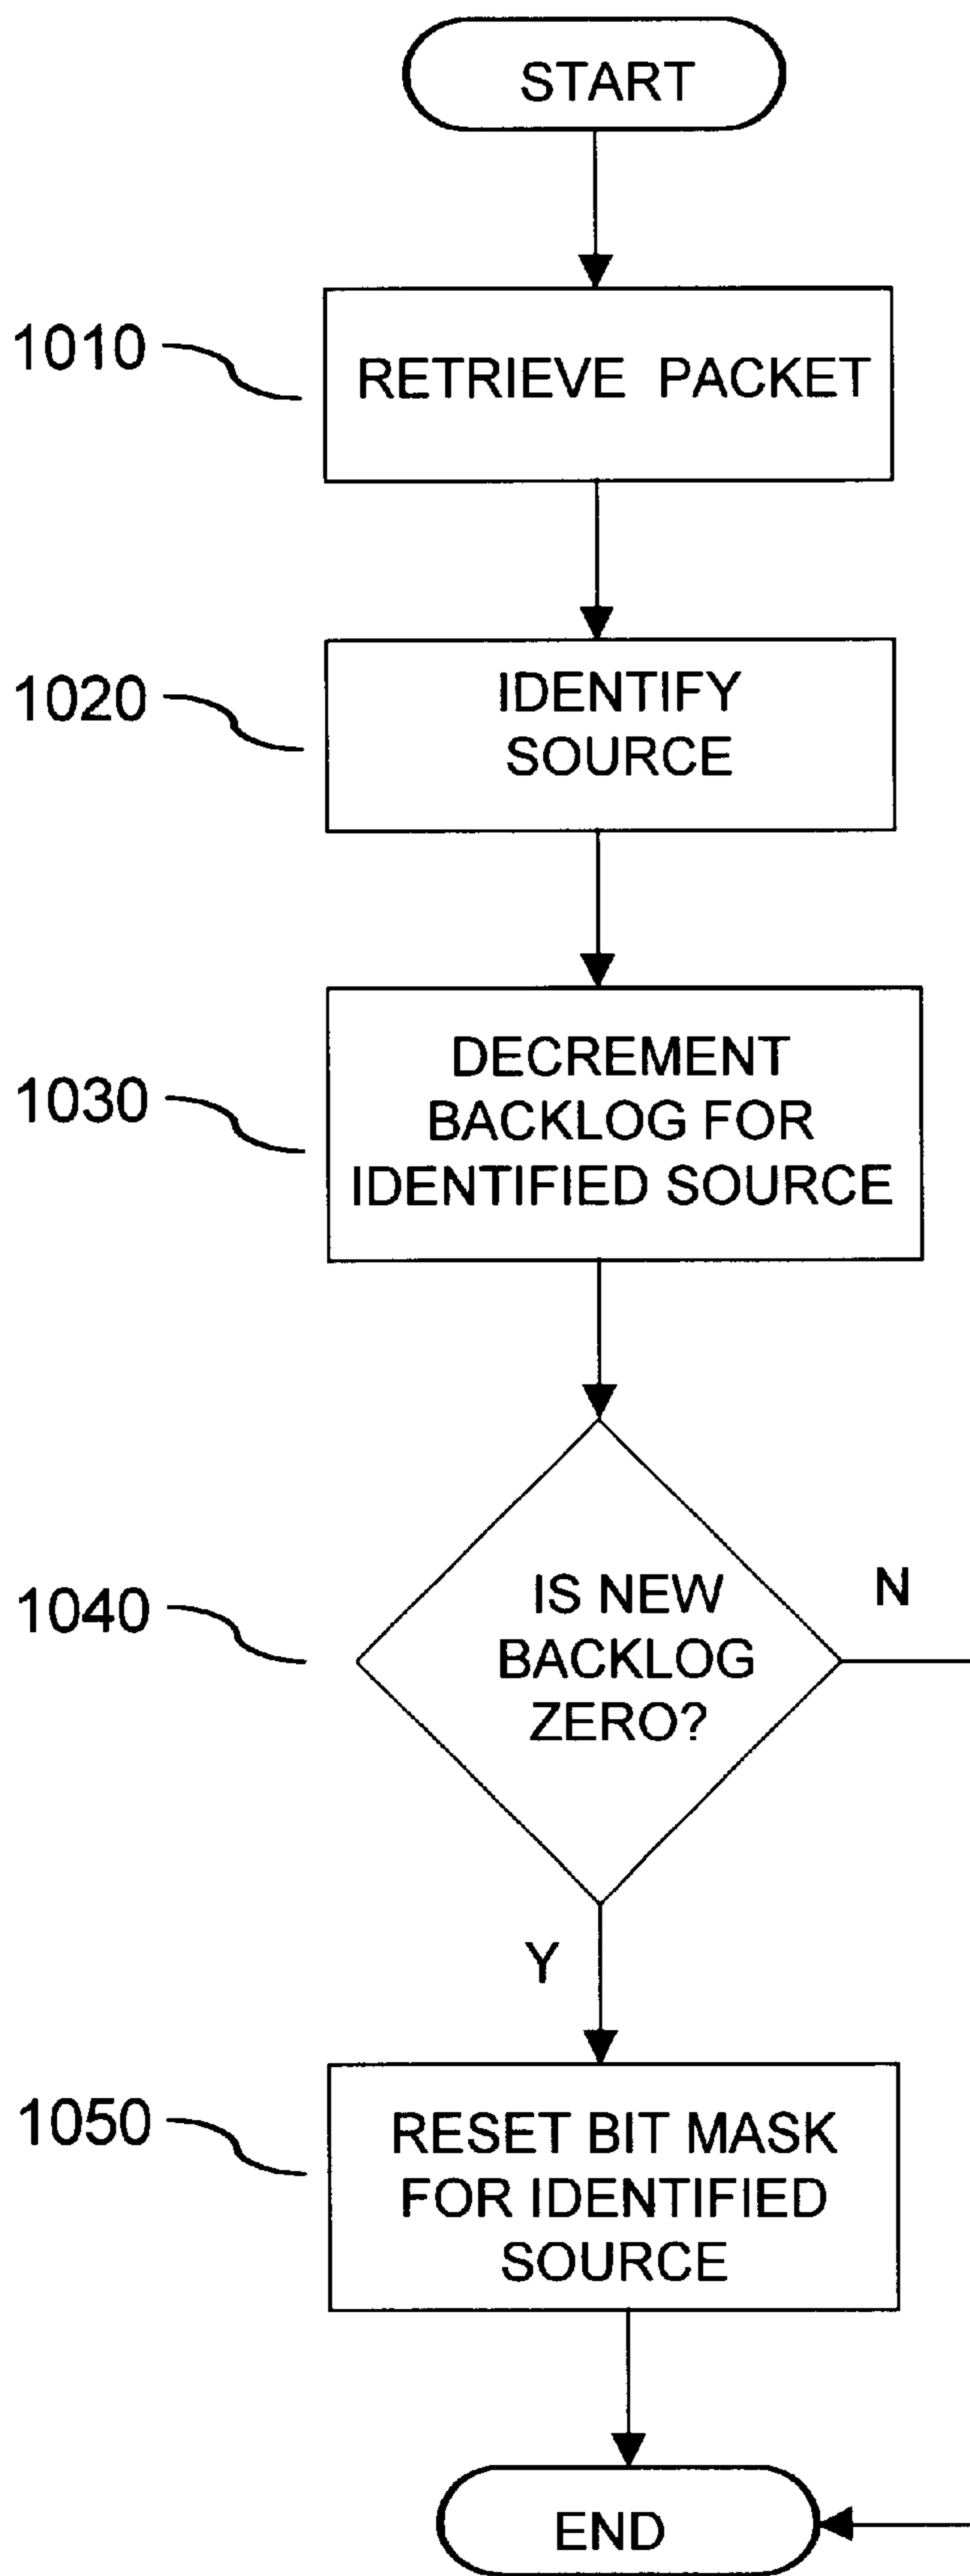 START
1010
RETRIEVE PACKET
1020
IDENTIFY
SOURCE
1030
DECREMENT
BACKLOG FOR
IDENTIFIED SOURCE
1040
IS NEW
BACKLOG
ZERO?
N
Y
1050
RESET BIT MASK
FOR IDENTIFIED
SOURCE
END